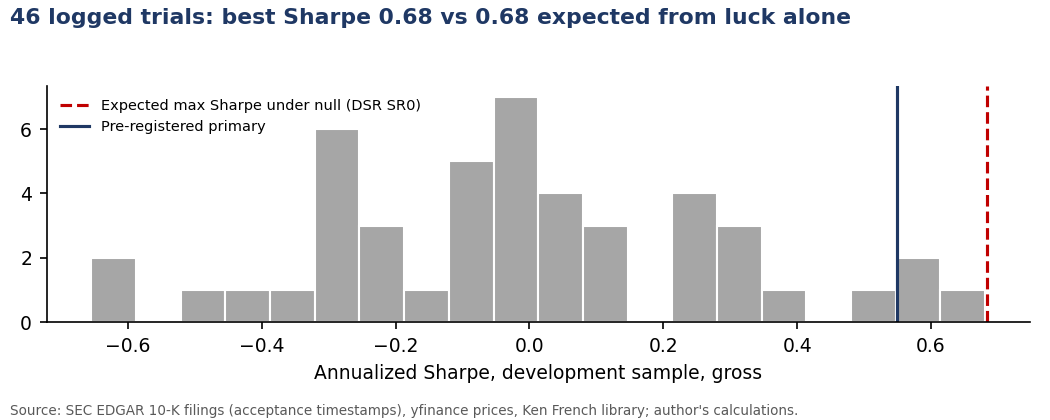 46 logged trials: best Sharpe 0.68 vs 0.68 expected from luck alone
Expected max Sharpe under null (DSR SR0)
Pre-registered primary
6
4
2
0
−0.6 −0.4 −0.2 0.0 0.2 0.4 0.6
Annualized Sharpe, development sample, gross
Source: SEC EDGAR 10-K filings (acceptance timestamps), yfinance prices, Ken French library; author's calculations.